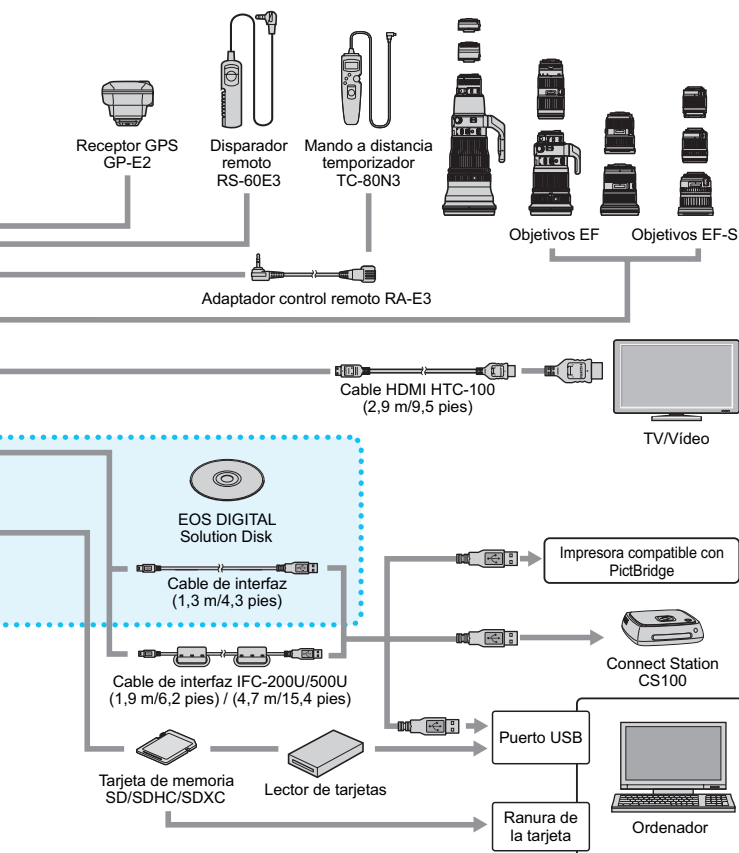 Receptor GPS
GP-E2
Disparador
remoto
RS-60E3
Mando a distancia
temporizador
TC-80N3
Objetivos EF
Objetivos EF-S
Adaptador control remoto RA-E3
Cable HDMI HTC-100
(2,9 m/9,5 pies)
TV/Vídeo
EOS DIGITAL
Solution Disk
Cable de interfaz
(1,3 m/4,3 pies)
Impresora compatible con
PictBridge
Cable de interfaz IFC-200U/500U
(1,9 m/6,2 pies) / (4,7 m/15,4 pies)
Connect Station
CS100
Puerto USB
Tarjeta de memoria
SD/SDHC/SDXC
Lector de tarjetas
Ranura de
la tarjeta
Ordenador